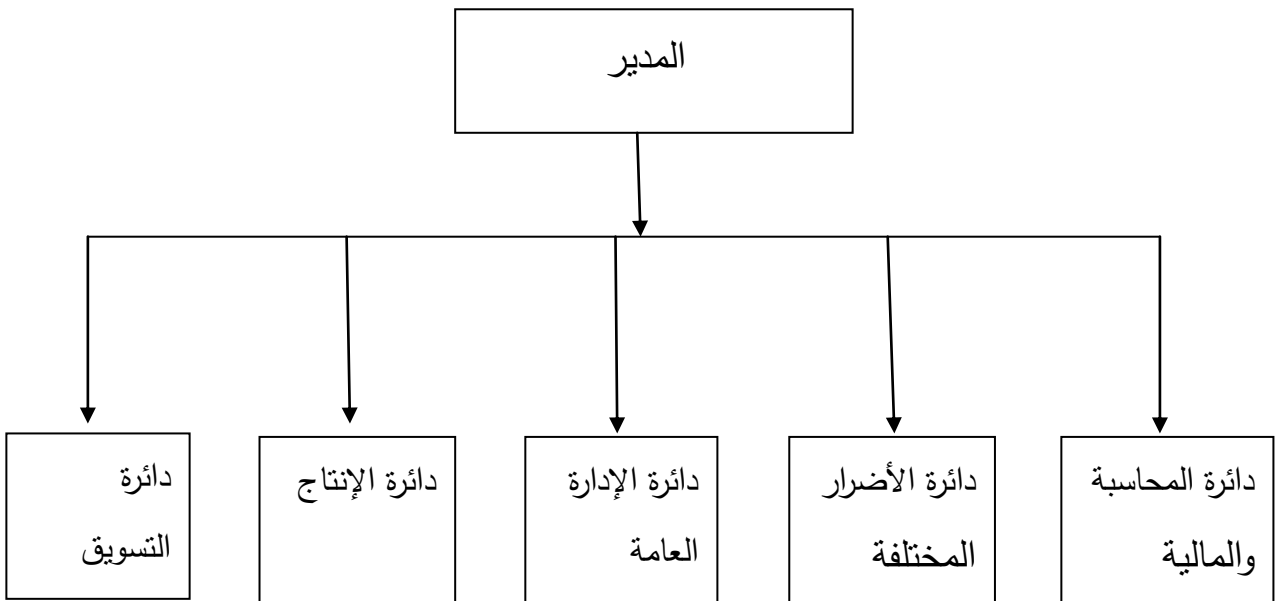 المدير
دائرة المحاسبة
والمالية
دائرة الأضرار
المختلفة
دائرة الإدارة
العامة
دائرة الإنتاج
دائرة
التسويق